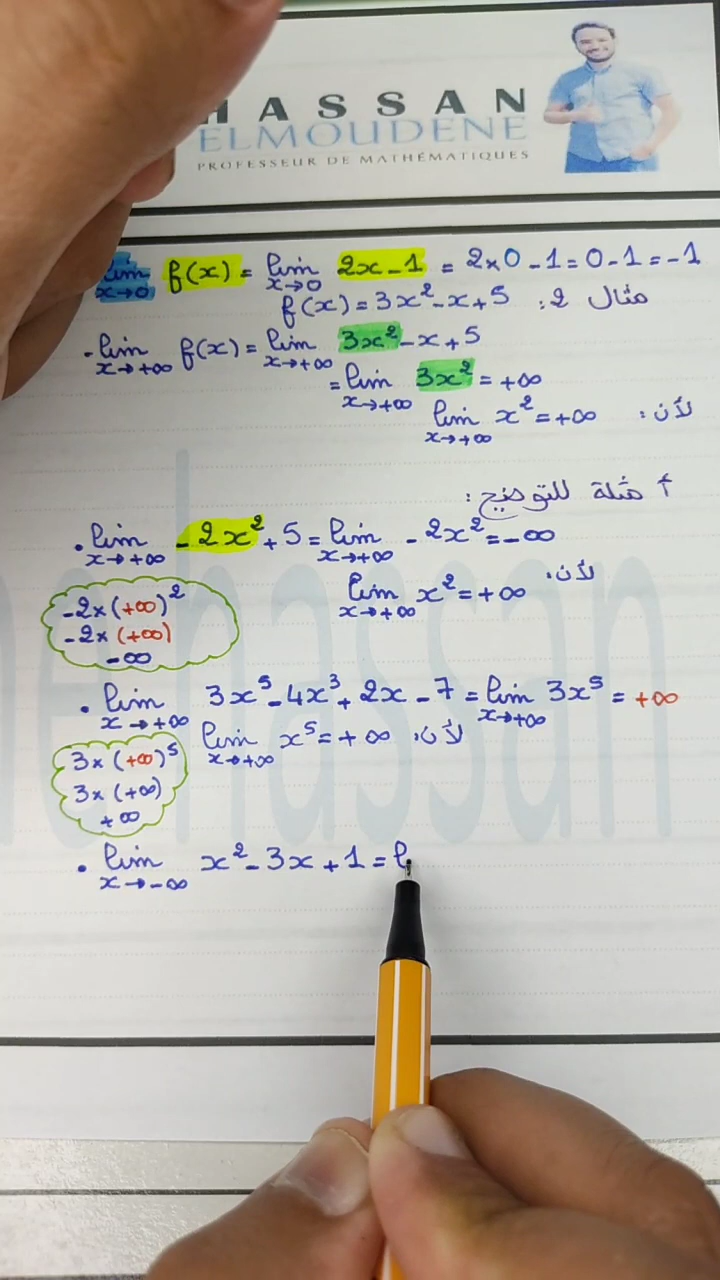 HASSAN
ELMOUDENE
PROFESSEUR DE MATHÉMATIQUES
lim x→0 f(x) = lim x→0 2x - 1 = 2×0 - 1 = 0 - 1 = -1
مثال 2: f(x) = 3x² - x + 5
- lim x→+∞ f(x) = lim x→+∞ 3x² - x + 5
= lim x→+∞ 3x² = +∞
لأن: lim x→+∞ x² = +∞
أمثلة للتوضيح:
• lim x→+∞ -2x² + 5 = lim x→+∞ -2x² = -∞
لأن: lim x→+∞ x² = +∞
-2×(+∞)²
-2×(+∞)
-∞
• lim x→+∞ 3x⁵ - 4x³ + 2x - 7 = lim x→+∞ 3x⁵ = +∞
لأن: lim x→+∞ x⁵ = +∞
3×(+∞)⁵
3×(+∞)
+∞
• lim x→-∞ x² - 3x + 1 = l
hassan